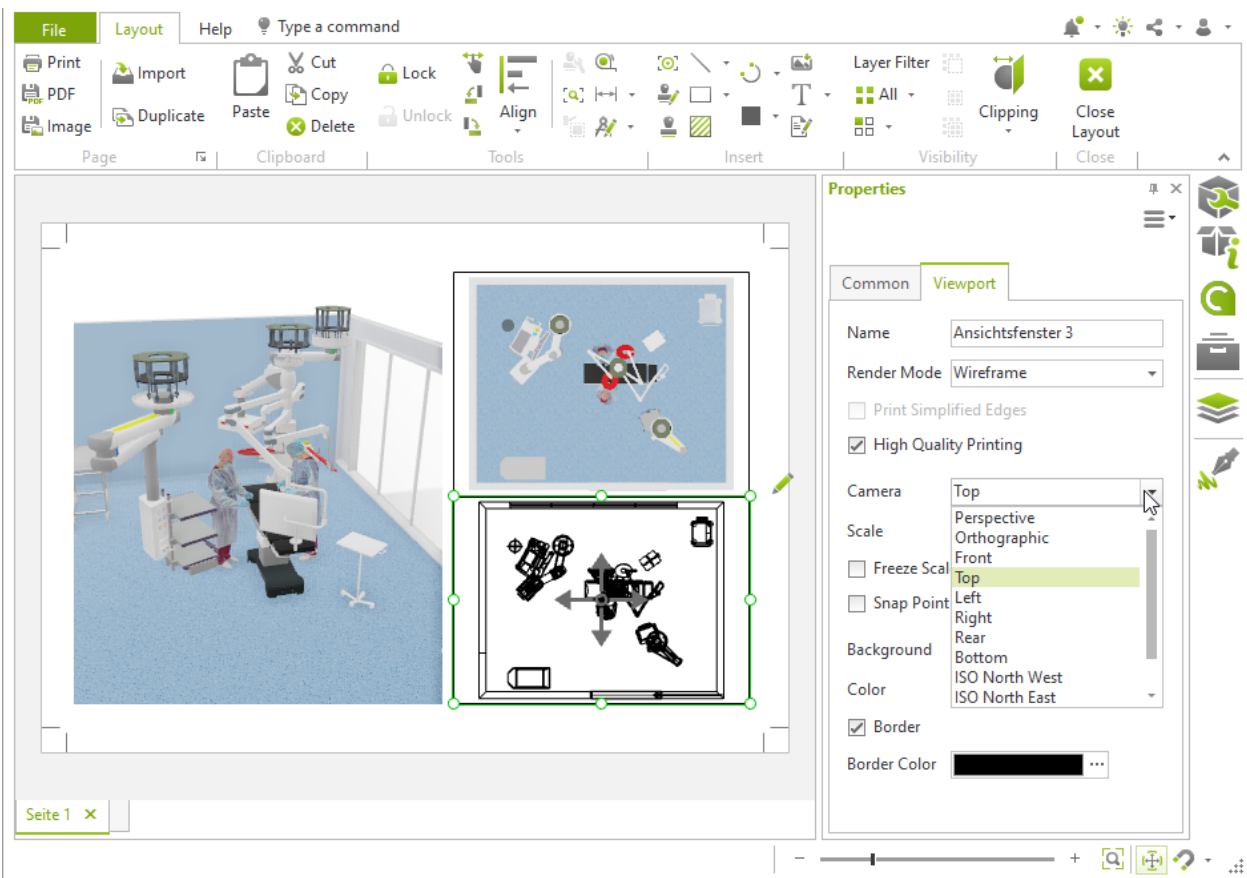 File Layout Help Type a command
Print Import Cut Lock Layer Filter
PDF Paste Copy Align All Clipping Close Layout
Image Duplicate Delete Unlock
Page Clipboard Tools Insert Visibility Close
Properties
Common Viewport
Name Ansichtsfenster 3
Render Mode Wireframe
Print Simplified Edges
High Quality Printing
Camera Top
Perspective
Scale
Orthographic
Front
Freeze Scal
Top
Left
Snap Point
Right
Rear
Background
Bottom
ISO North West
Color
ISO North East
Border
Border Color
Seite 1